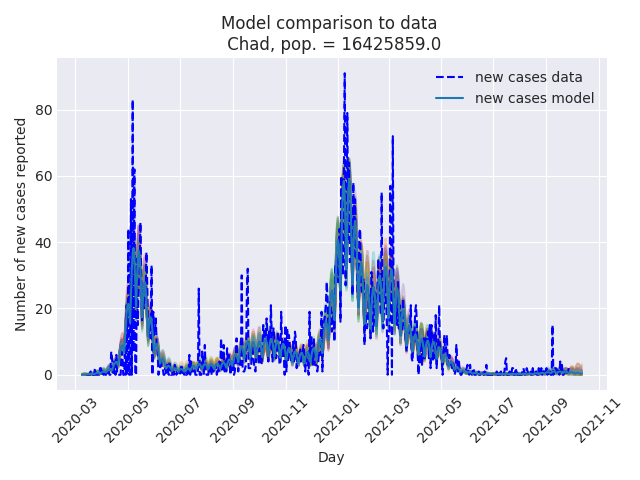 Model comparison to data
Chad, pop. = 16425859.0
new cases data
new cases model
Number of new cases reported
80
60
40
20
0
2020-03
2020-05
2020-07
2020-09
2020-11
2021-01
2021-03
2021-05
2021-07
2021-09
2021-11
Day